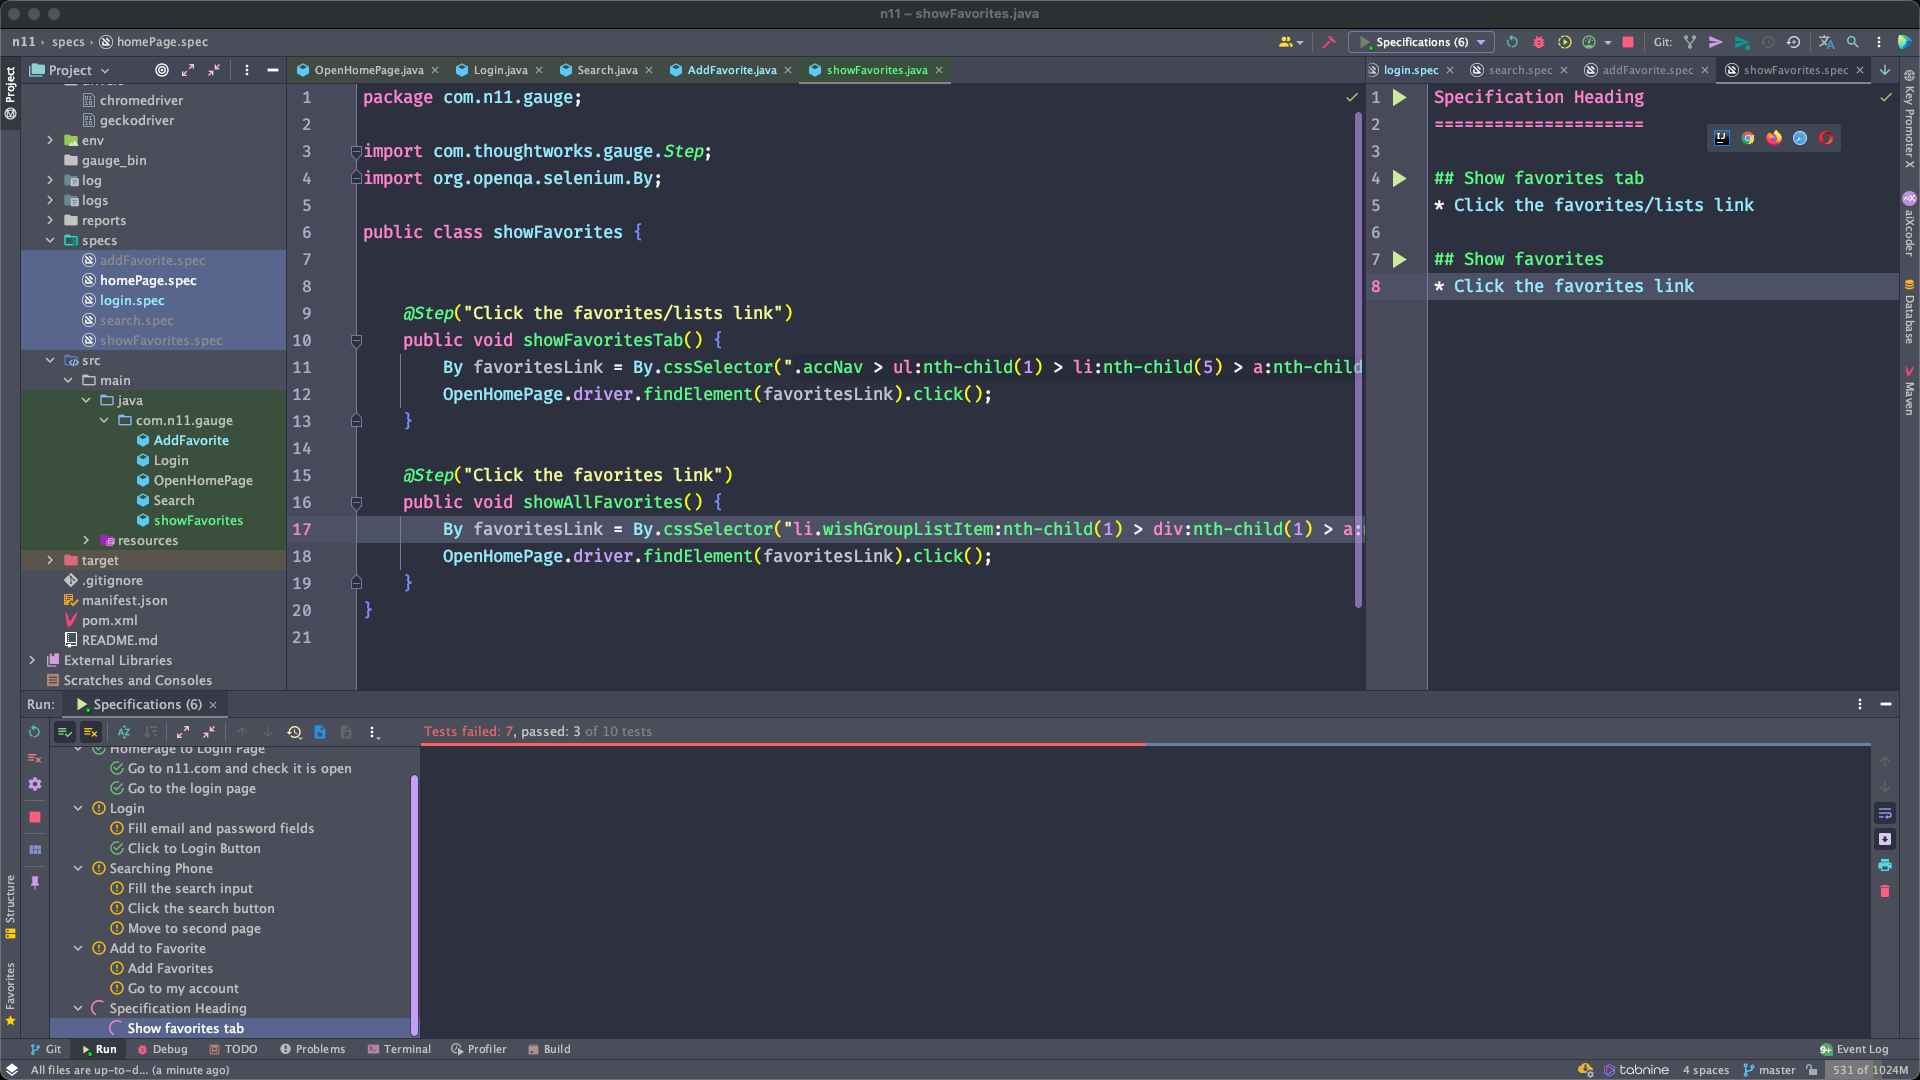 n11 – showFavorites.java
n11 › specs › homePage.spec
Specifications (6)
Git:
Project
OpenHomePage.java
Login.java
Search.java
AddFavorite.java
showFavorites.java
login.spec
search.spec
addFavorite.spec
showFavorites.spec
Project
chromedriver
geckodriver
env
gauge_bin
log
logs
reports
specs
addFavorite.spec
homePage.spec
login.spec
search.spec
showFavorites.spec
src
main
java
com.n11.gauge
AddFavorite
Login
OpenHomePage
Search
showFavorites
resources
target
.gitignore
manifest.json
pom.xml
README.md
External Libraries
Scratches and Consoles
1 package com.n11.gauge;
2
3 import com.thoughtworks.gauge.Step;
4 import org.openqa.selenium.By;
5
6 public class showFavorites {
7
8
9 @Step("Click the favorites/lists link")
10 public void showFavoritesTab() {
11 By favoritesLink = By.cssSelector(".accNav > ul:nth-child(1) > li:nth-child(5) > a:nth-child
12 OpenHomePage.driver.findElement(favoritesLink).click();
13 }
14
15 @Step("Click the favorites link")
16 public void showAllFavorites() {
17 By favoritesLink = By.cssSelector("li.wishGroupListItem:nth-child(1) > div:nth-child(1) > a:
18 OpenHomePage.driver.findElement(favoritesLink).click();
19 }
20 }
21
1 Specification Heading
2 =====================
3
4 ## Show favorites tab
5 * Click the favorites/lists link
6
7 ## Show favorites
8 * Click the favorites link
Key Promoter X
aiXcoder
Database
Maven
Run:
Specifications (6)
Tests failed: 7, passed: 3 of 10 tests
HomePage to Login Page
Go to n11.com and check it is open
Go to the login page
Login
Fill email and password fields
Click to Login Button
Searching Phone
Fill the search input
Click the search button
Move to second page
Add to Favorite
Add Favorites
Go to my account
Specification Heading
Show favorites tab
Structure
Favorites
Git
Run
Debug
TODO
Problems
Terminal
Profiler
Build
9+ Event Log
All files are up-to-d... (a minute ago)
tabnine
4 spaces
master
531 of 1024M